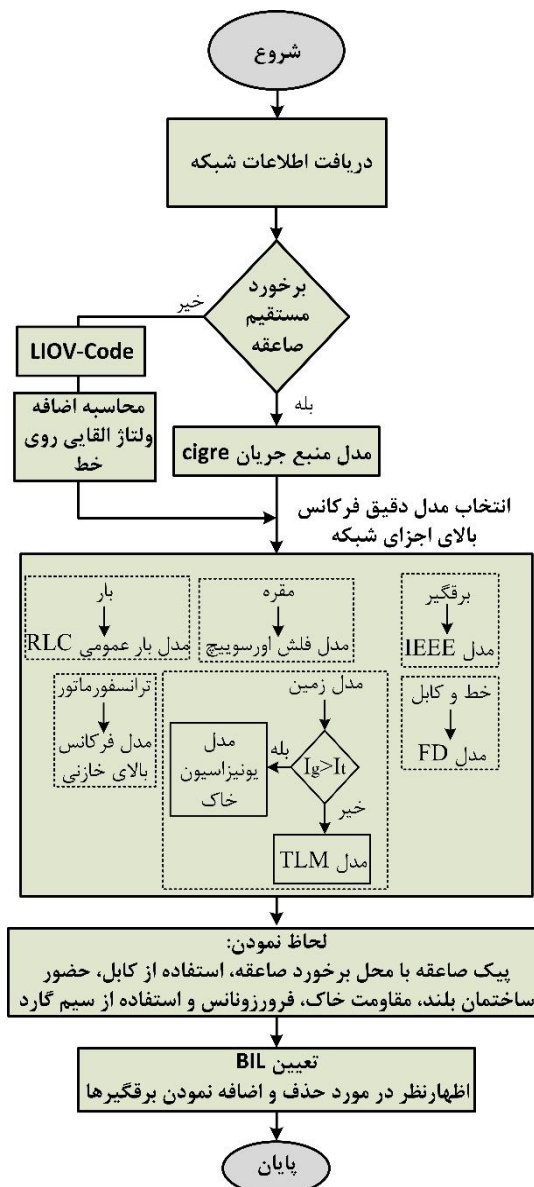 شروع
دریافت اطلاعات شبکه
برخورد
مستقیم
صاعقه
خیر
بله
LIOV-Code
محاسبه اضافه
ولتاژ القایی روی
خط
مدل منبع جریان cigre
انتخاب مدل دقیق فرکانس
بالای اجزای شبکه
برقگیر
مدل IEEE
مقره
مدل فلش اورسوییچ
بار
مدل بار عمومی RLC
خط و کابل
مدل FD
مدل زمین
Ig>It
بله
خیر
مدل
یونیزاسیون
خاک
مدل TLM
ترانسفورماتور
مدل فرکانس
بالای خازنی
لحاظ نمودن:
پیک صاعقه با محل برخورد صاعقه، استفاده از کابل، حضور
ساختمان بلند، مقاومت خاک، فرورزونانس و استفاده از سیم گارد
تعیین BIL
اظهارنظر در مورد حذف و اضافه نمودن برقگیرها
پایان